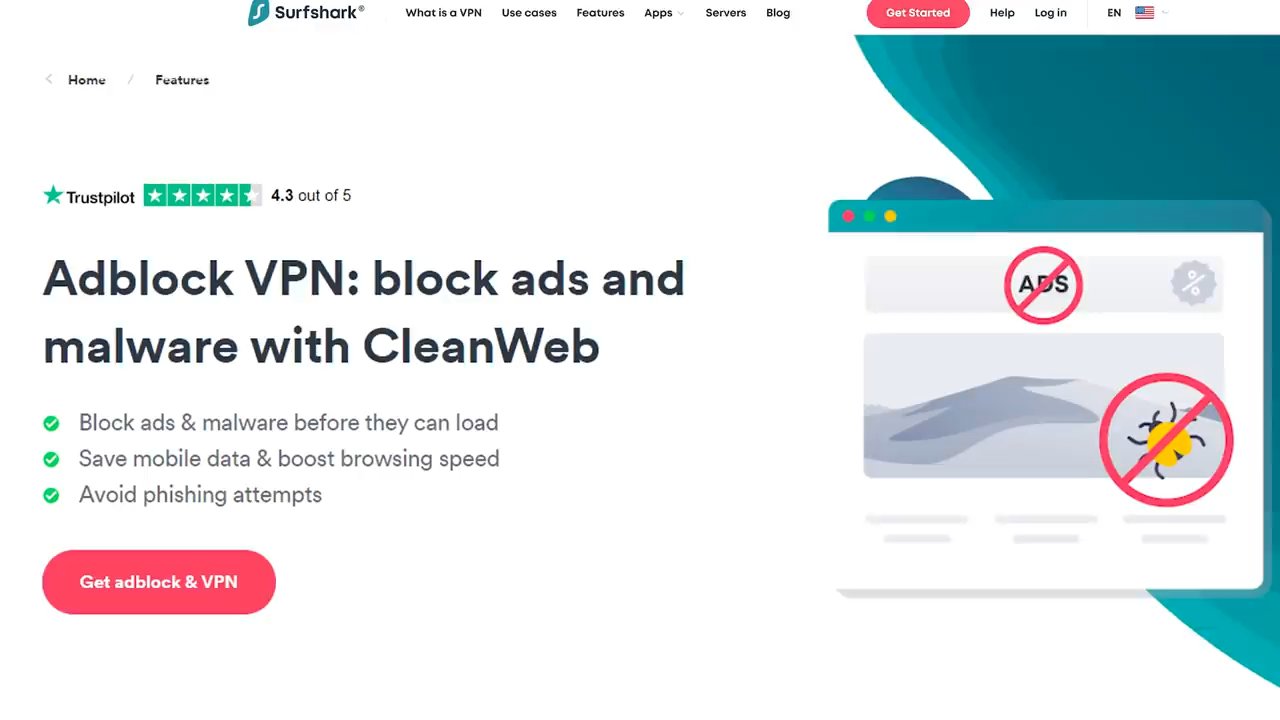 Surfshark®
What is a VPN
Use cases
Features
Apps
Servers
Blog
Get Started
Help
Log in
EN
Home / Features
Trustpilot 4.3 out of 5
Adblock VPN: block ads and
malware with CleanWeb
Block ads & malware before they can load
Save mobile data & boost browsing speed
Avoid phishing attempts
Get adblock & VPN
ADS
%